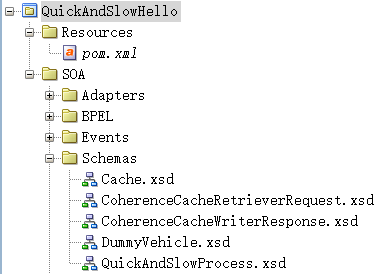 QuickAndSlowHello
Resources
pom.xml
SOA
Adapters
BPEL
Events
Schemas
Cache.xsd
CoherenceCacheRetrieverRequest.xsd
CoherenceCacheWriterResponse.xsd
DummyVehicle.xsd
QuickAndSlowProcess.xsd